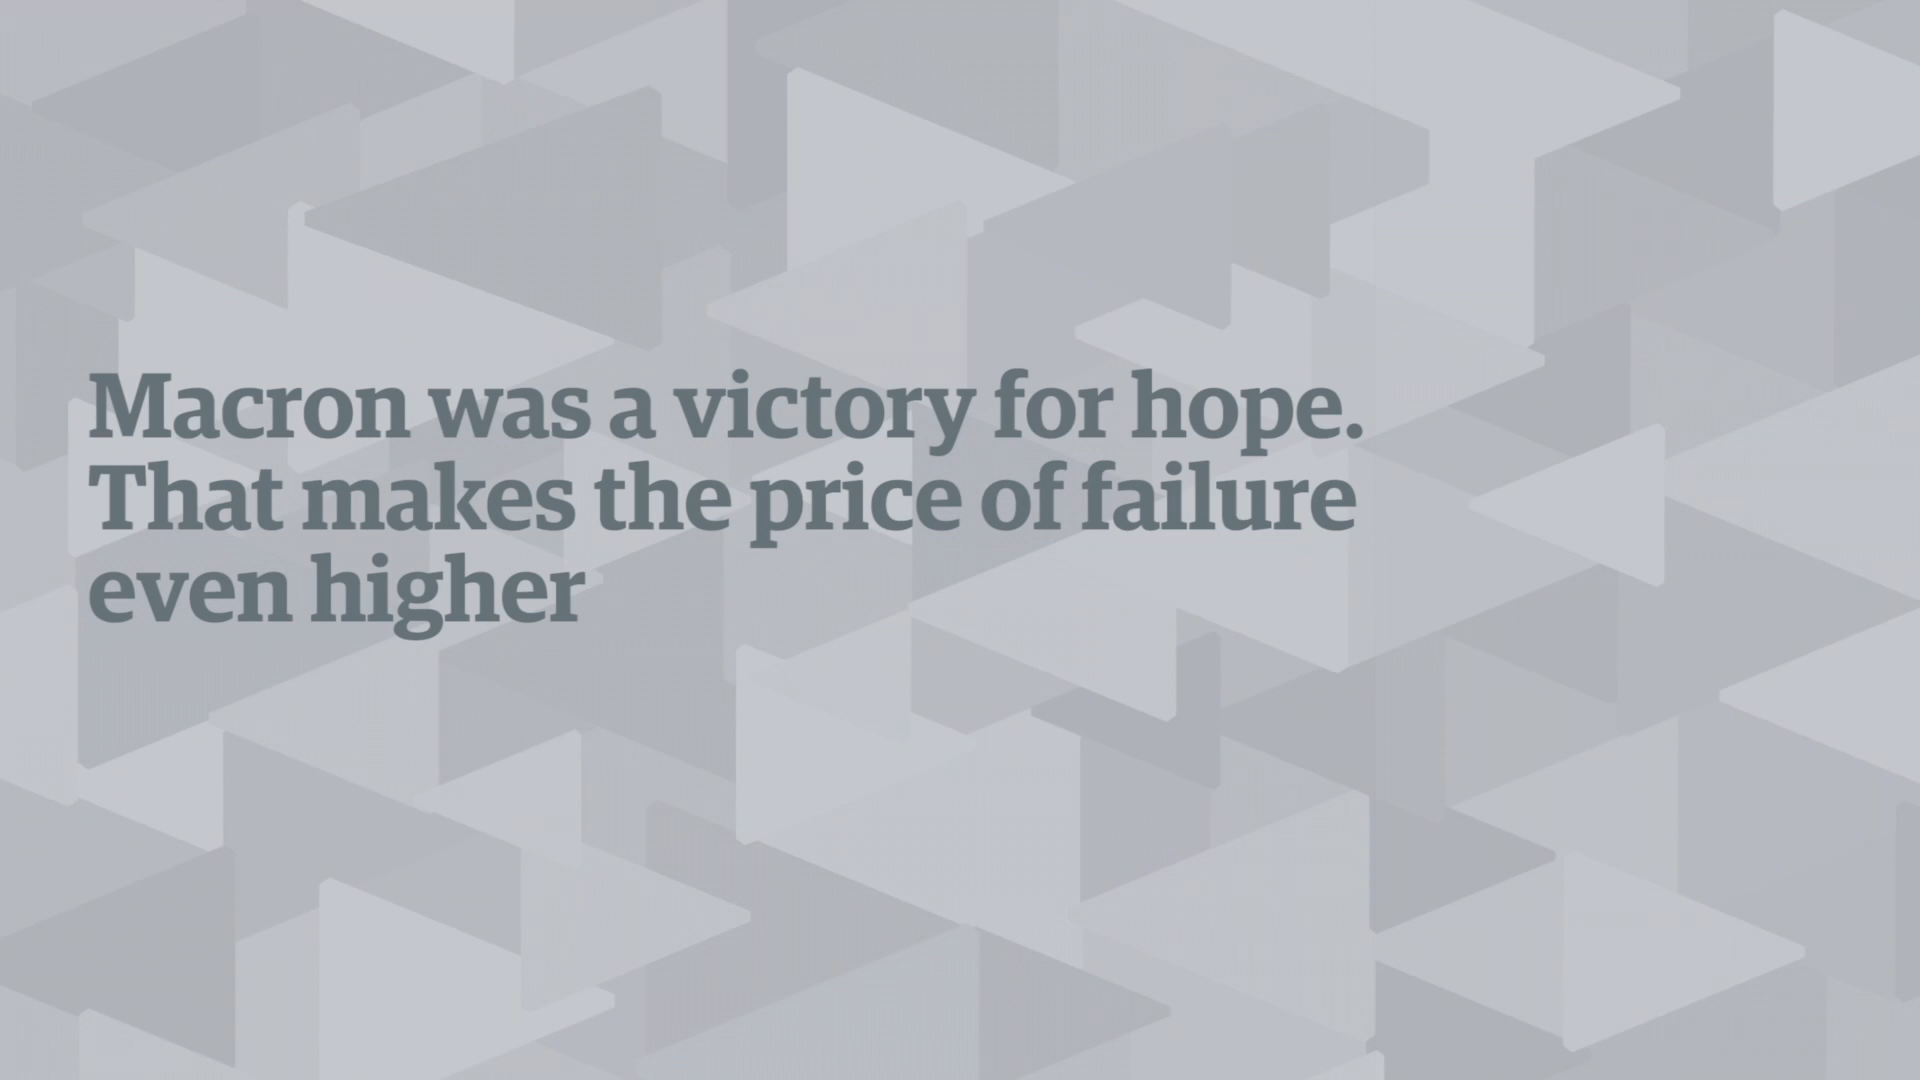 Macron was a victory for hope.
That makes the price of failure
even higher